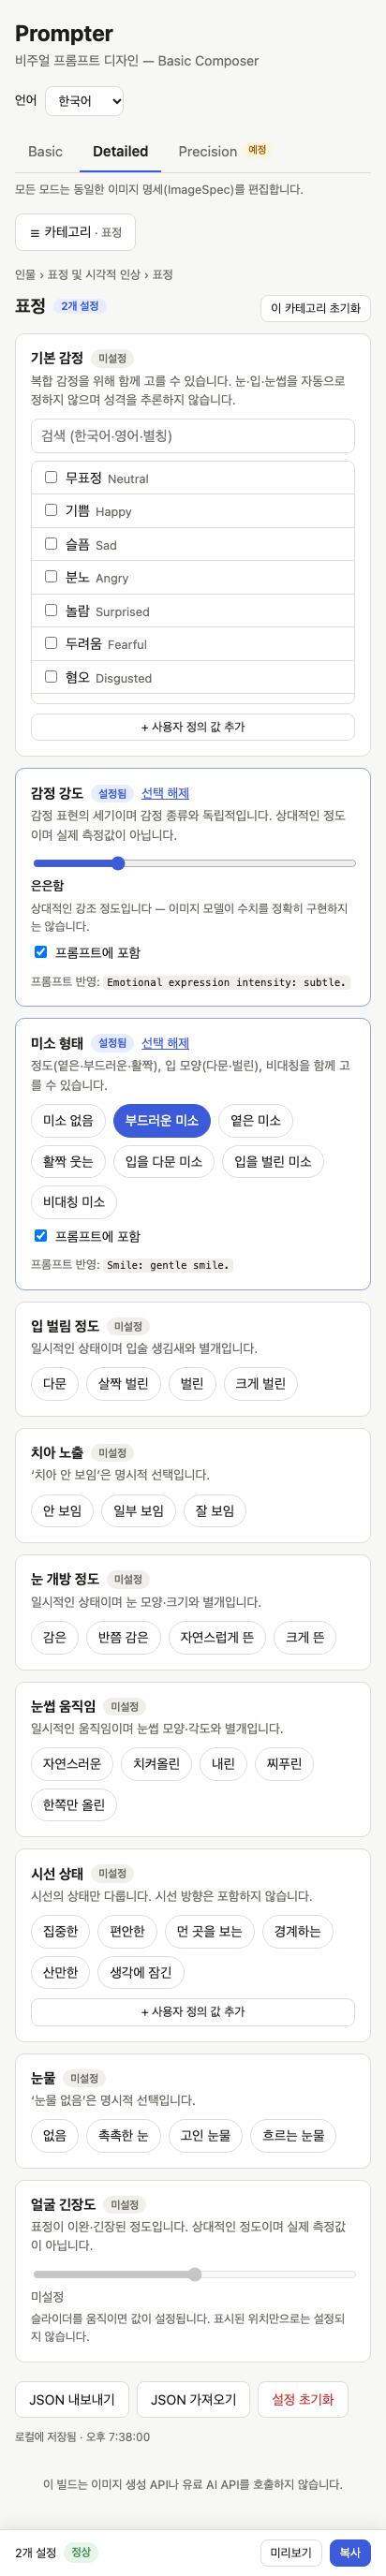 Prompter
비주얼 프롬프트 디자인 — Basic Composer
언어 한국어
Basic Detailed Precision 예정
모든 모드는 동일한 이미지 명세(ImageSpec)를 편집합니다.
≡ 카테고리 · 표정
인물 › 표정 및 시각적 인상 › 표정
표정 2개 설정 이 카테고리 초기화
기본 감정 미설정
복합 감정을 위해 함께 고를 수 있습니다. 눈·입·눈썹을 자동으로
정하지 않으며 성격을 추론하지 않습니다.
검색 (한국어·영어·별칭)
무표정 Neutral
기쁨 Happy
슬픔 Sad
분노 Angry
놀람 Surprised
두려움 Fearful
혐오 Disgusted
+ 사용자 정의 값 추가
감정 강도 설정됨 선택 해제
감정 표현의 세기이며 감정 종류와 독립적입니다. 상대적인 정도
이며 실제 측정값이 아닙니다.
은은함
상대적인 강조 정도입니다 — 이미지 모델이 수치를 정확히 구현하지
는 않습니다.
프롬프트에 포함
프롬프트 반영: Emotional expression intensity: subtle.
미소 형태 설정됨 선택 해제
정도(옅은·부드러운·활짝), 입 모양(다문·벌린), 비대칭을 함께 고
를 수 있습니다.
미소 없음 부드러운 미소 옅은 미소
활짝 웃는 입을 다문 미소 입을 벌린 미소
비대칭 미소
프롬프트에 포함
프롬프트 반영: Smile: gentle smile.
입 벌림 정도 미설정
일시적인 상태이며 입술 생김새와 별개입니다.
다문 살짝 벌린 벌린 크게 벌린
치아 노출 미설정
‘치아 안 보임’은 명시적 선택입니다.
안 보임 일부 보임 잘 보임
눈 개방 정도 미설정
일시적인 상태이며 눈 모양·크기와 별개입니다.
감은 반쯤 감은 자연스럽게 뜬 크게 뜬
눈썹 움직임 미설정
일시적인 움직임이며 눈썹 모양·각도와 별개입니다.
자연스러운 치켜올린 내린 찌푸린
한쪽만 올린
시선 상태 미설정
시선의 상태만 다룹니다. 시선 방향은 포함하지 않습니다.
집중한 편안한 먼 곳을 보는 경계하는
산만한 생각에 잠긴
+ 사용자 정의 값 추가
눈물 미설정
‘눈물 없음’은 명시적 선택입니다.
없음 촉촉한 눈 고인 눈물 흐르는 눈물
얼굴 긴장도 미설정
표정이 이완·긴장된 정도입니다. 상대적인 정도이며 실제 측정값
이 아닙니다.
미설정
슬라이더를 움직이면 값이 설정됩니다. 표시된 위치만으로는 설정되
지 않습니다.
JSON 내보내기 JSON 가져오기 설정 초기화
로컬에 저장됨 · 오후 7:38:00
이 빌드는 이미지 생성 API나 유료 AI API를 호출하지 않습니다.
2개 설정 정상 미리보기 복사